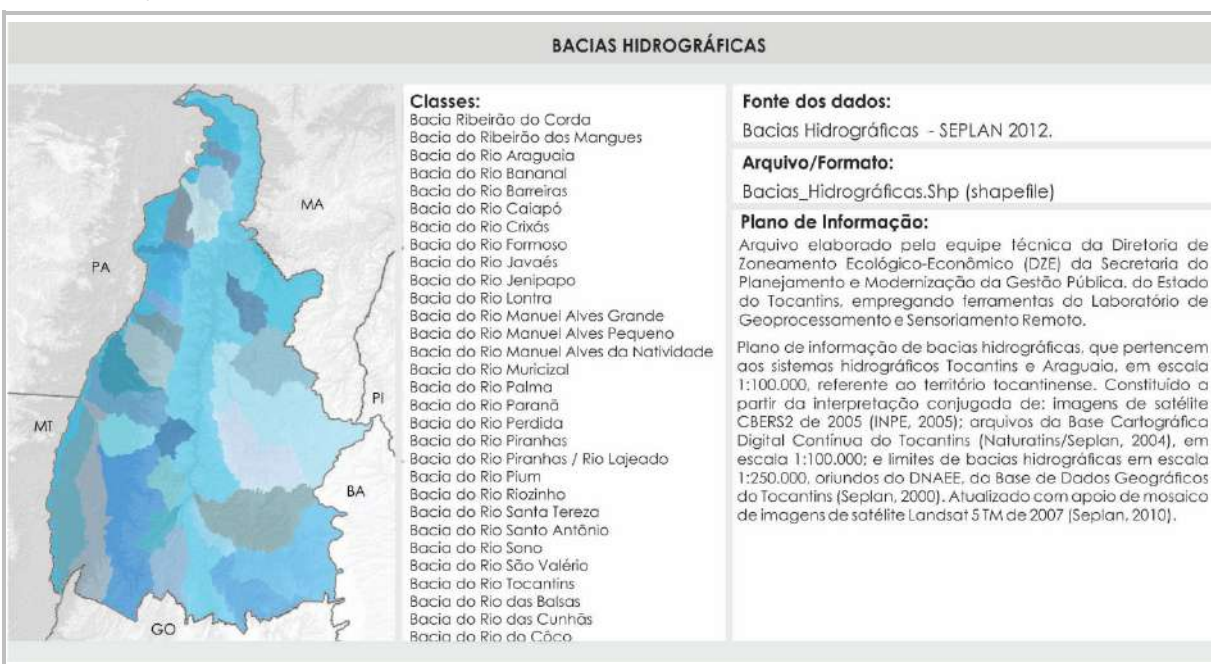 BACIAS HIDROGRÁFICAS
PA
MA
MT
PI
BA
GO
Classes:
Bacia Ribeirão do Corda
Bacia do Ribeirão dos Mangues
Bacia do Rio Araguaia
Bacia do Rio Bananal
Bacia do Rio Barreiras
Bacia do Rio Caiapó
Bacia do Rio Crixás
Bacia do Rio Formoso
Bacia do Rio Javaés
Bacia do Rio Jenipapo
Bacia do Rio Lontra
Bacia do Rio Manuel Alves Grande
Bacia do Rio Manuel Alves Pequeno
Bacia do Rio Manuel Alves da Natividade
Bacia do Rio Muricizal
Bacia do Rio Palma
Bacia do Rio Paranã
Bacia do Rio Perdida
Bacia do Rio Piranhas
Bacia do Rio Piranhas / Rio Lajeado
Bacia do Rio Pium
Bacia do Rio Riozinho
Bacia do Rio Santa Tereza
Bacia do Rio Santo Antônio
Bacia do Rio Sono
Bacia do Rio São Valério
Bacia do Rio Tocantins
Bacia do Rio das Balsas
Bacia do Rio das Cunhãs
Bacia do Rio do Côco
Fonte dos dados:
Bacias Hidrográficas - SEPLAN 2012.
Arquivo/Formato:
Bacias_Hidrográficas.Shp (shapefile)
Plano de Informação:
Arquivo elaborado pela equipe técnica da Diretoria de
Zoneamento Ecológico-Econômico (DZE) da Secretaria do
Planejamento e Modernização da Gestão Pública, do Estado
do Tocantins, empregando ferramentas do Laboratório de
Geoprocessamento e Sensoriamento Remoto.
Plano de informação de bacias hidrográficas, que pertencem
aos sistemas hidrográficos Tocantins e Araguaia, em escala
1:100.000, referente ao território tocantinense. Constituído a
partir da interpretação conjugada de: imagens de satélite
CBERS2 de 2005 (INPE, 2005); arquivos da Base Cartográfica
Digital Contínua do Tocantins (Naturatins/Seplan, 2004), em
escala 1:100.000; e limites de bacias hidrográficas em escala
1:250.000, oriundos do DNAEE, da Base de Dados Geográficos
do Tocantins (Seplan, 2000). Atualizado com apoio de mosaico
de imagens de satélite Landsat 5 TM de 2007 (Seplan, 2010).